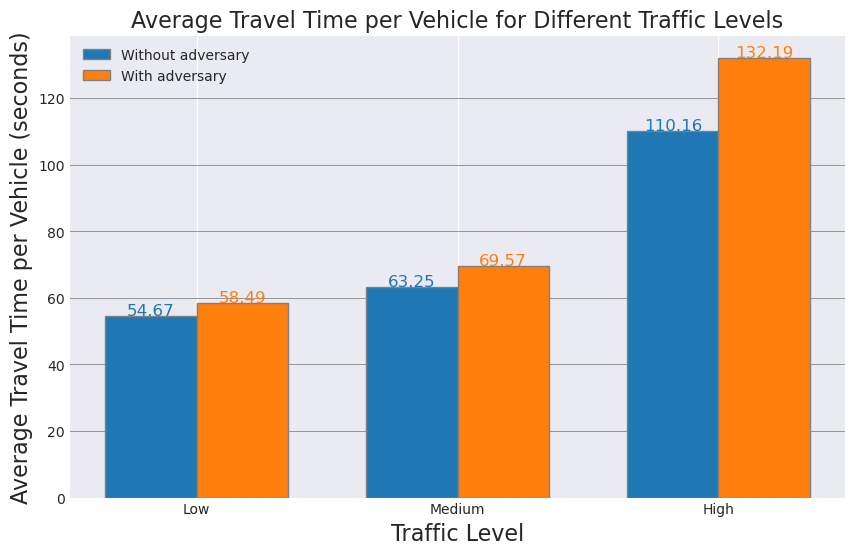 Average Travel Time per Vehicle for Different Traffic Levels
Average Travel Time per Vehicle (seconds)
Without adversary
With adversary
120
100
80
60
40
20
0
54.67
58.49
63.25
69.57
110.16
132.19
Low
Medium
High
Traffic Level